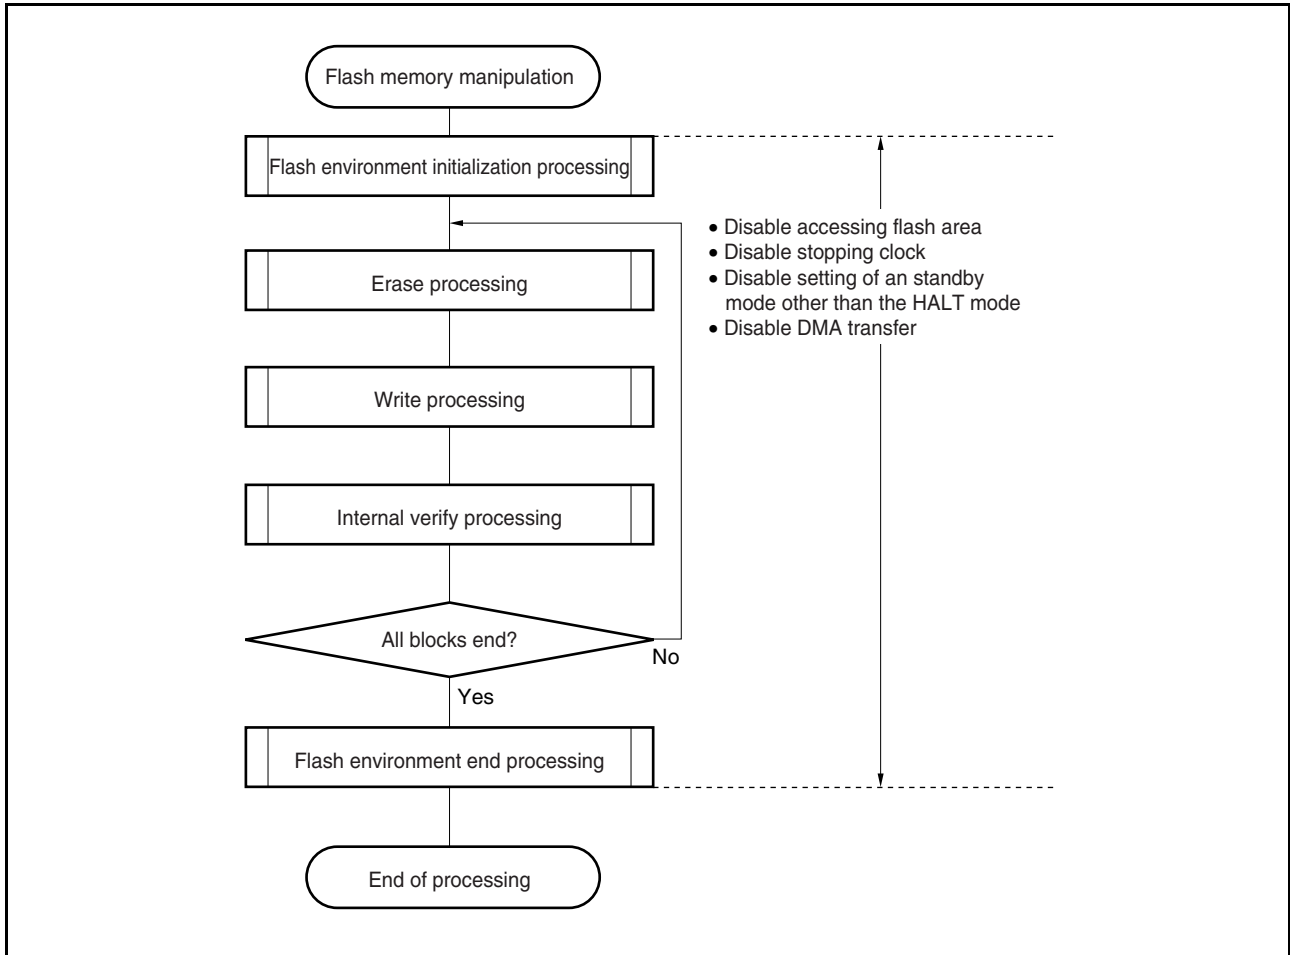 Flash memory manipulation
Flash environment initialization processing
• Disable accessing flash area
• Disable stopping clock
• Disable setting of an standby
mode other than the HALT mode
• Disable DMA transfer
Erase processing
Write processing
Internal verify processing
All blocks end?
No
Yes
Flash environment end processing
End of processing